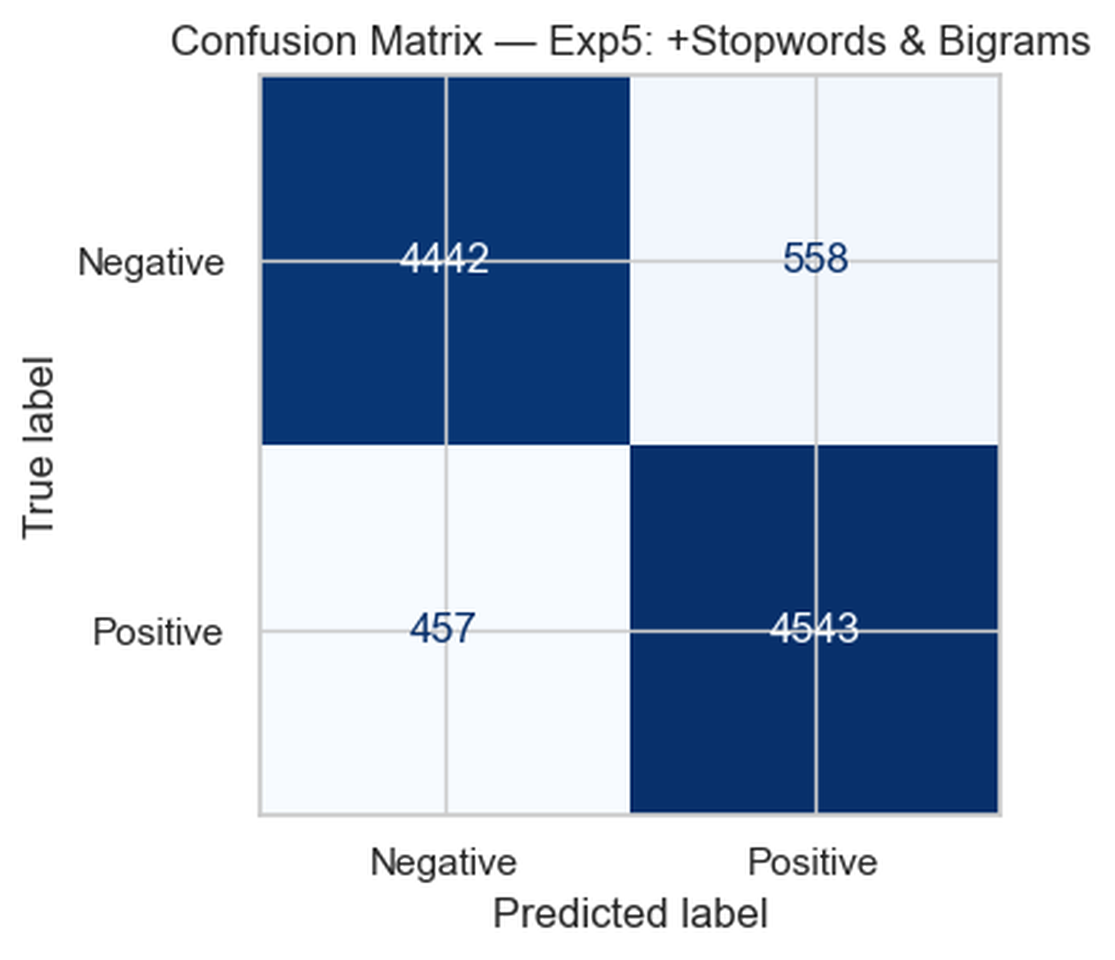 Confusion Matrix — Exp5: +Stopwords & Bigrams
True label
Negative
4442
558
Positive
457
4543
Negative
Positive
Predicted label